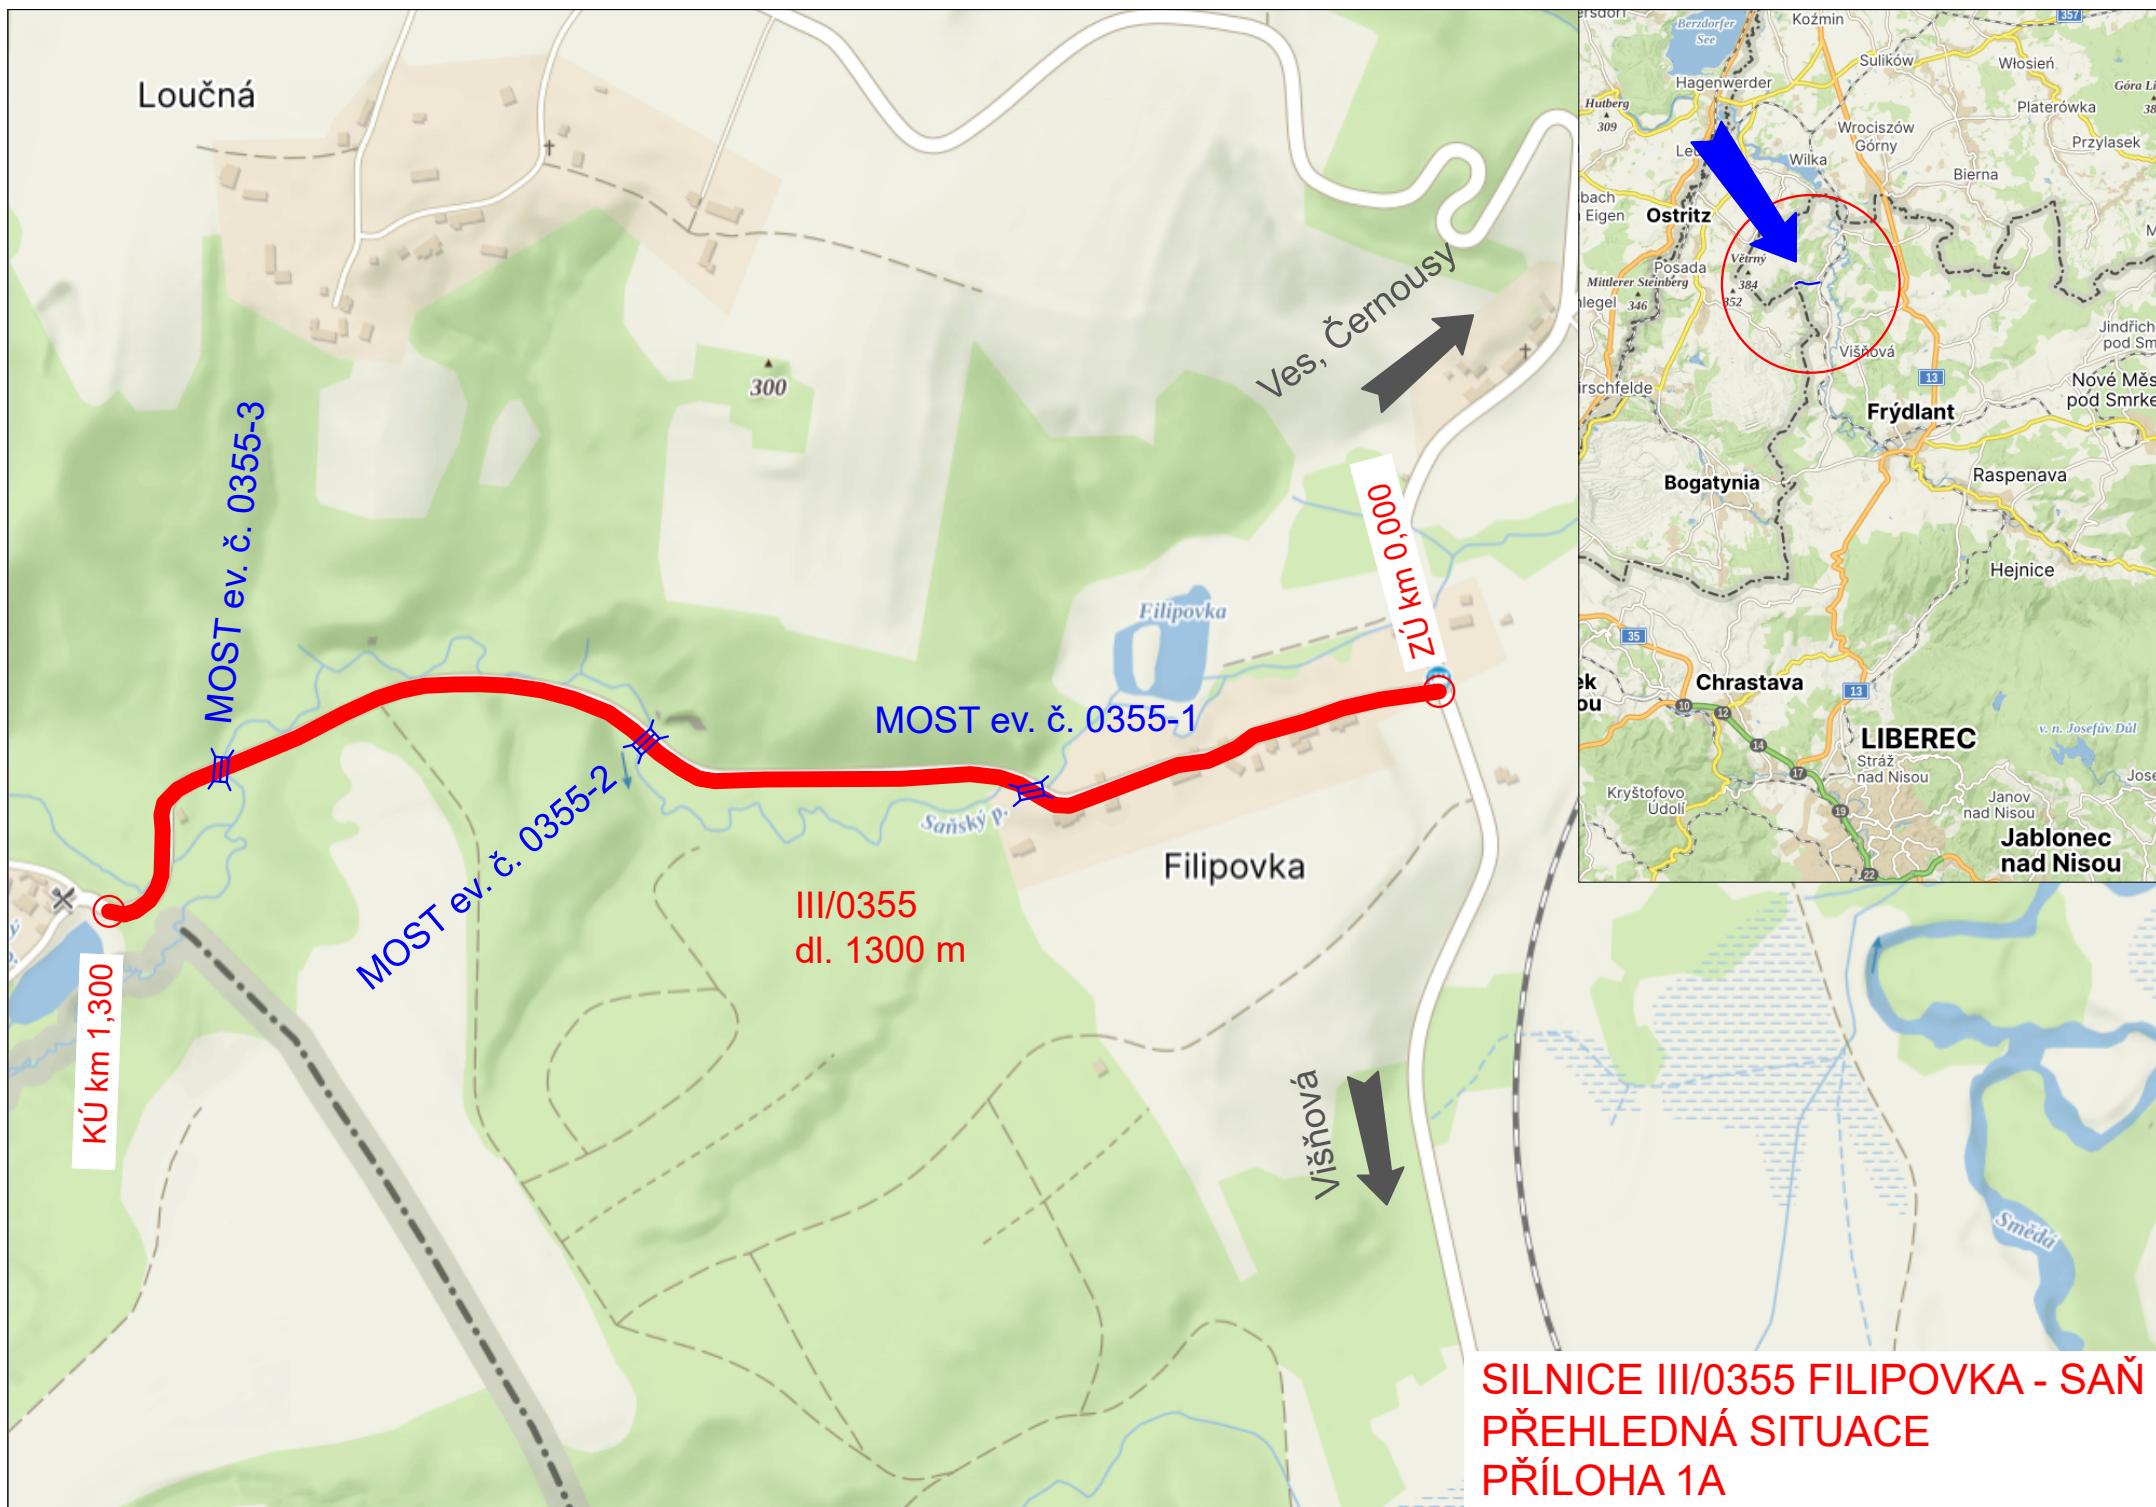 Loučná
300
MOST ev. č. 0355-3
MOST ev. č. 0355-2
MOST ev. č. 0355-1
Ves, Černousy
ZÚ km 0,000
Filipovka
Saňský p.
Filipovka
III/0355
dl. 1300 m
KÚ km 1,300
Višňová
Smědá
SILNICE III/0355 FILIPOVKA - SAŇ
PŘEHLEDNÁ SITUACE
PŘÍLOHA 1A
Berzdorfer
See
Koźmin
357
Sulików
Włosień
Hagenwerder
Hutberg
309
Platerówka
Wrociszów
Górny
Przylasek
Wilka
Bierna
Eigen
Ostritz
Posada
Větrný
384
352
Mittlerer Steinberg
346
Višňová
13
Jindřich
pod Sm
Nové Měs
pod Smrke
Frýdlant
Bogatynia
Raspenava
Hejnice
35
Chrastava
13
10
12
14
17
19
22
LIBEREC
Stráž
nad Nisou
v. n. Josefův Důl
Kryštofovo
Údolí
Janov
nad Nisou
Jablonec
nad Nisou